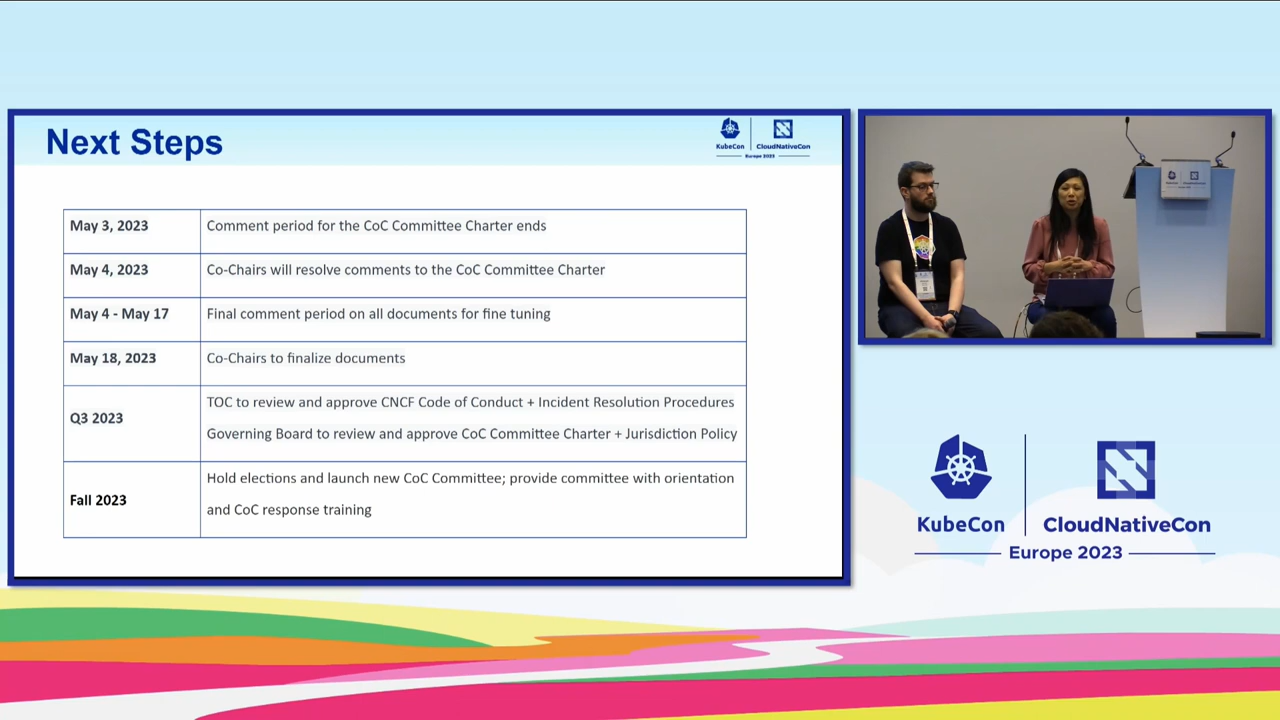 Next Steps
KubeCon
CloudNativeCon
Europe 2023
May 3, 2023
Comment period for the CoC Committee Charter ends
May 4, 2023
Co-Chairs will resolve comments to the CoC Committee Charter
May 4 - May 17
Final comment period on all documents for fine tuning
May 18, 2023
Co-Chairs to finalize documents
Q3 2023
TOC to review and approve CNCF Code of Conduct + Incident Resolution Procedures
Governing Board to review and approve CoC Committee Charter + Jurisdiction Policy
Fall 2023
Hold elections and launch new CoC Committee; provide committee with orientation
and CoC response training
KubeCon
CloudNativeCon
Europe 2023